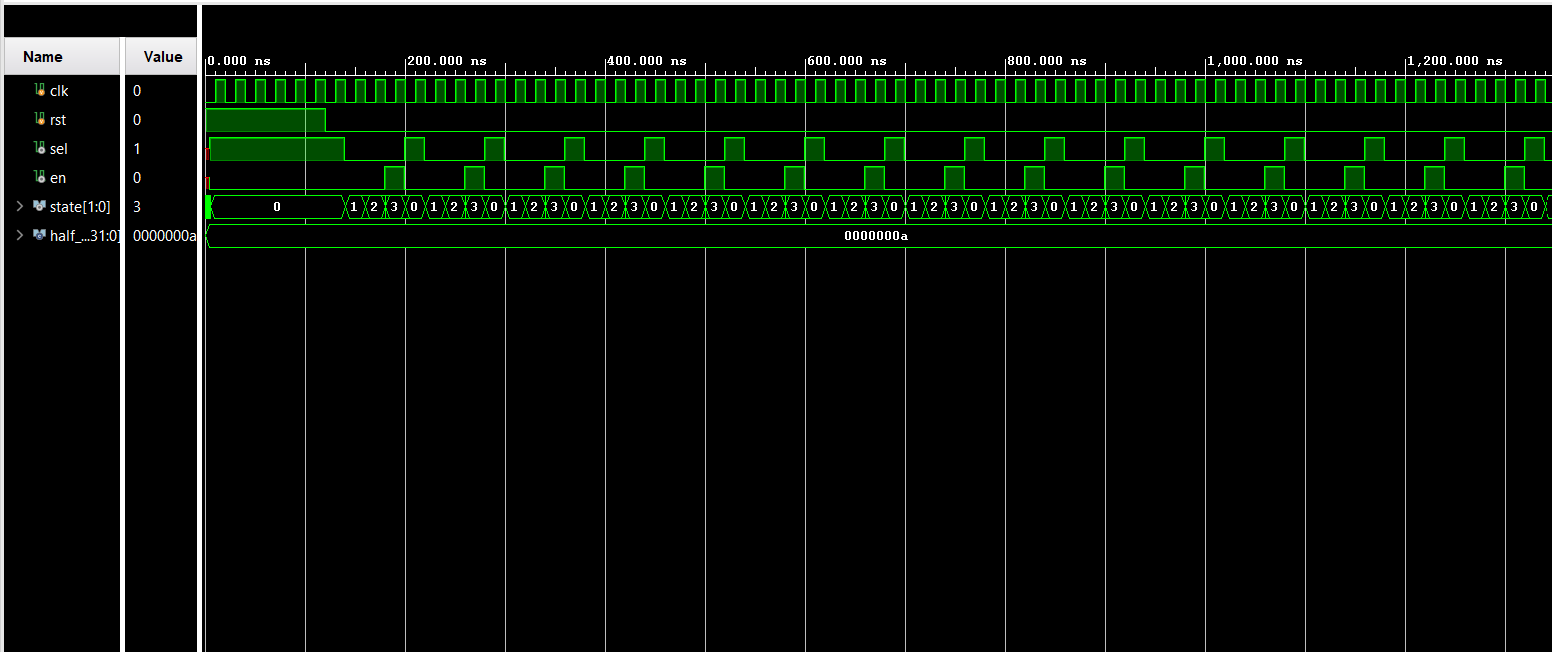 Name Value
0.000 ns 200.000 ns 400.000 ns 600.000 ns 800.000 ns 1,000.000 ns 1,200.000 ns
clk 0
rst 0
sel 1
en 0
state[1:0] 3 0 1 2 3 0 1 2 3 0 1 2 3 0 1 2 3 0 1 2 3 0 1 2 3 0 1 2 3 0 1 2 3 0 1 2 3 0 1 2 3 0 1 2 3 0 1 2 3 0 1 2 3 0 1 2 3 0 1 2 3 0
half_...31:0] 0000000a 0000000a